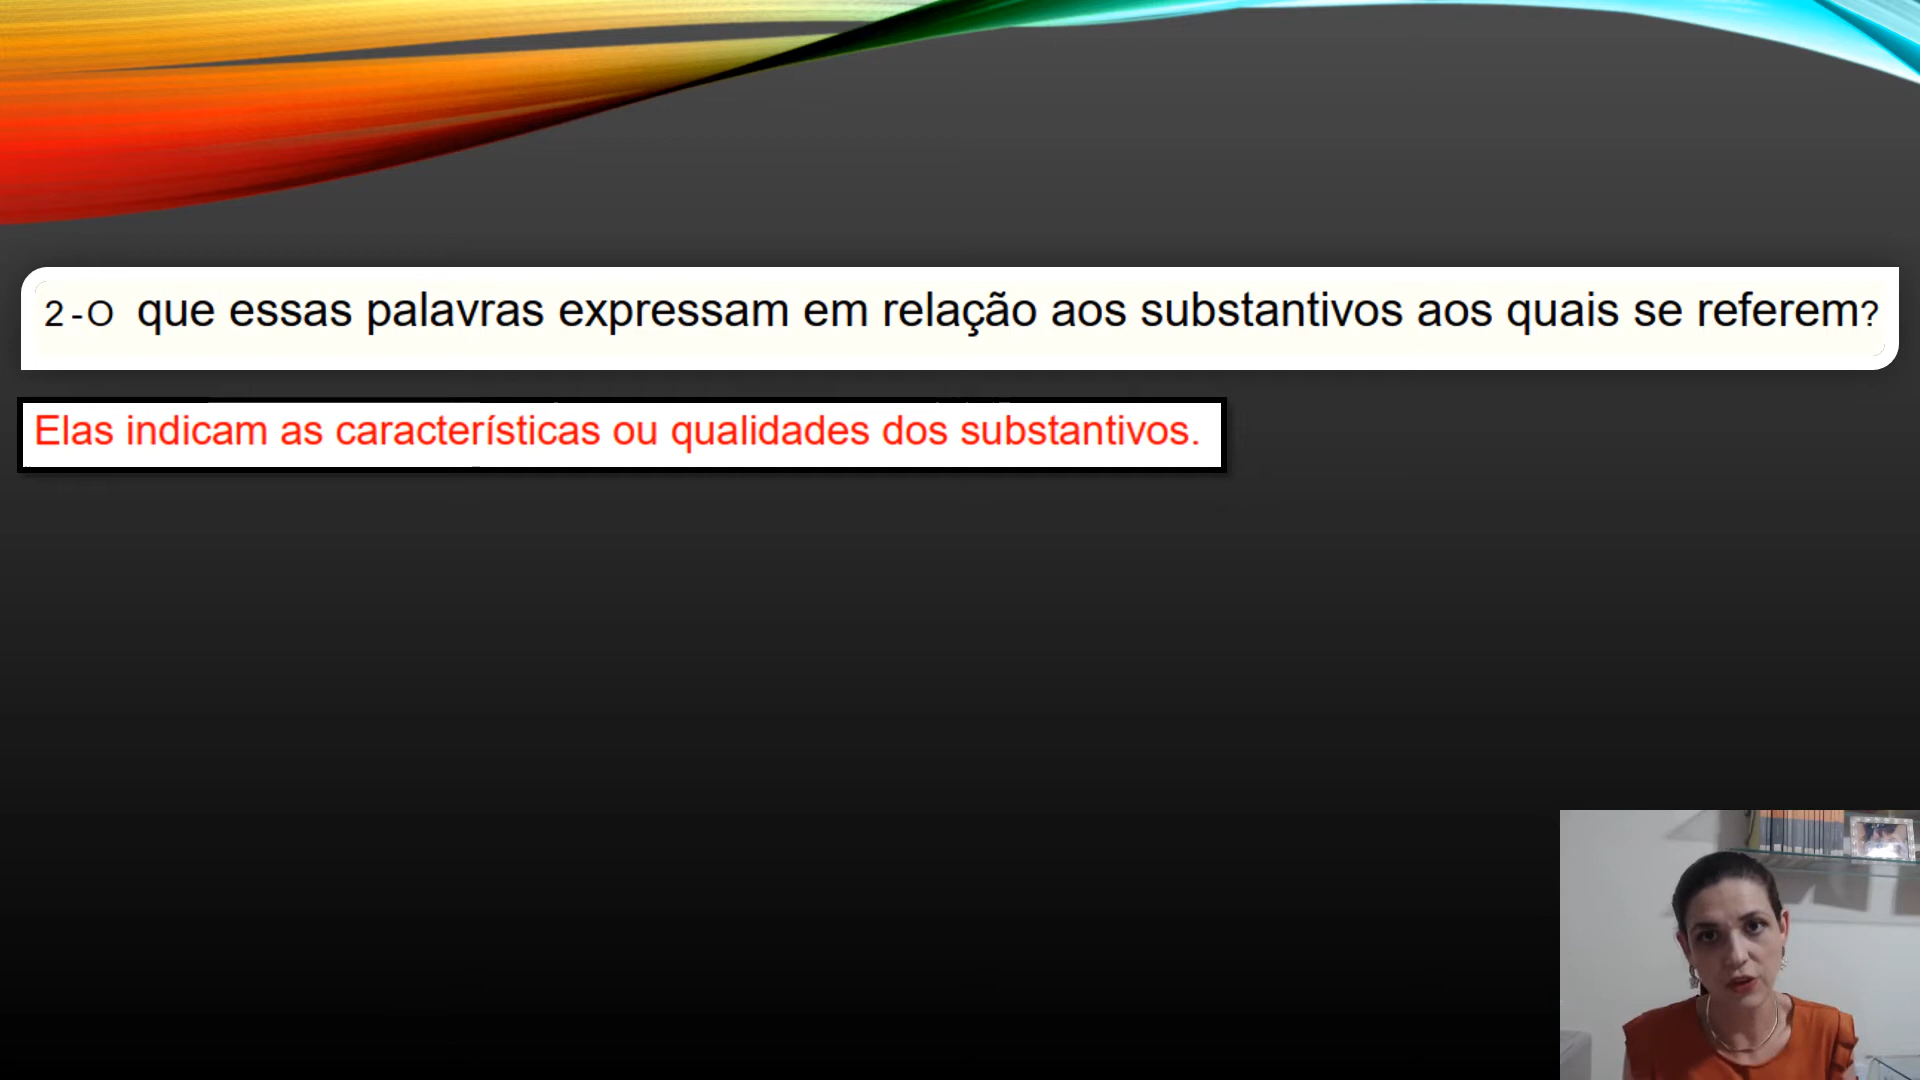 2-O que essas palavras expressam em relação aos substantivos aos quais se referem?
Elas indicam as características ou qualidades dos substantivos.